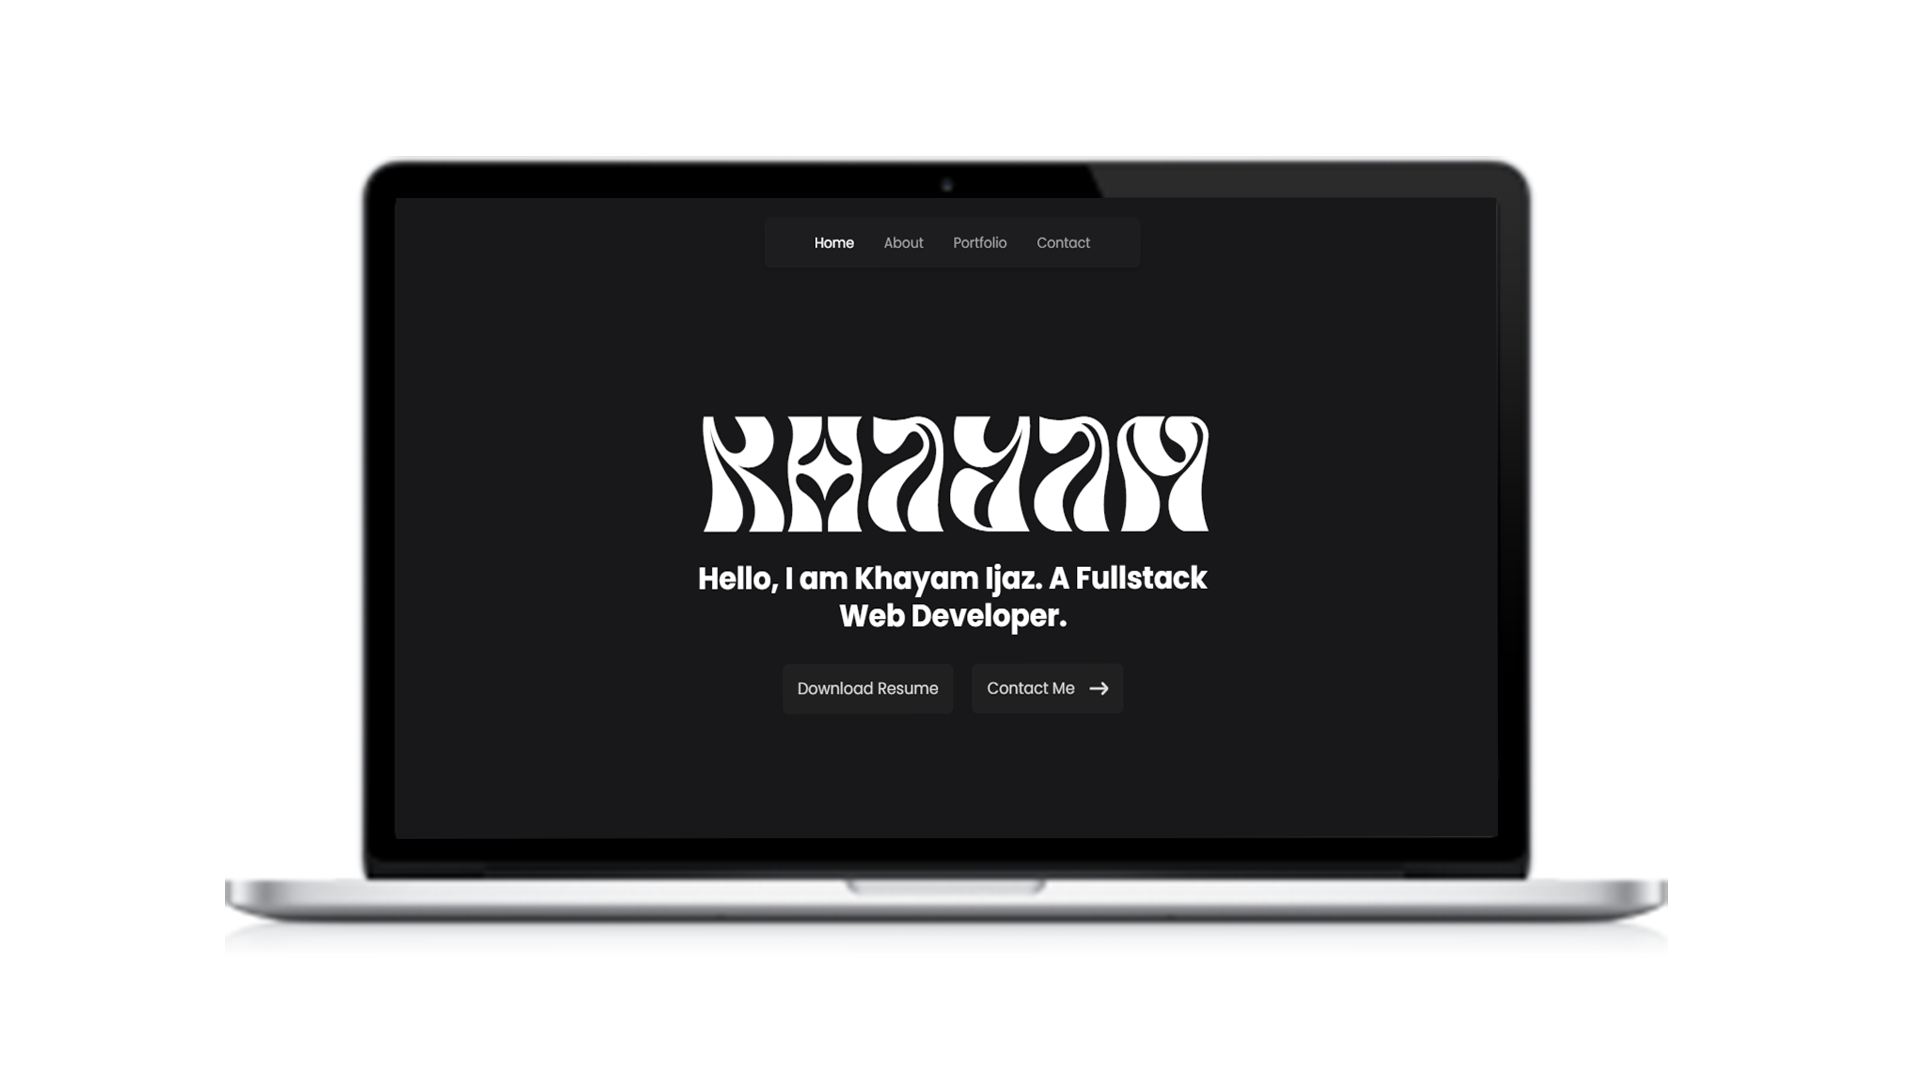 Home About Portfolio Contact
KHAYAM
Hello, I am Khayam Ijaz. A Fullstack
Web Developer.
Download Resume Contact Me →